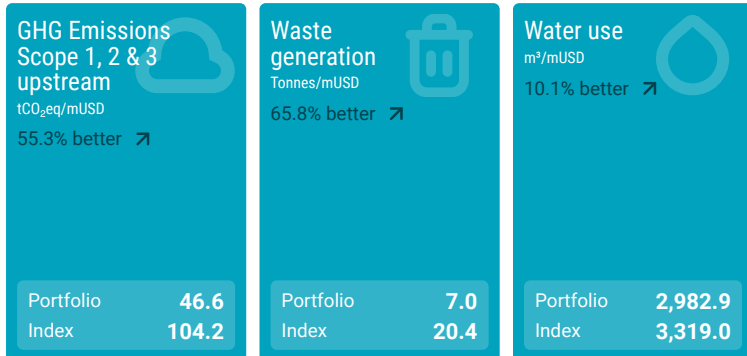 GHG Emissions
Scope 1, 2 & 3
upstream
tCO₂eq/mUSD
55.3% better
Portfolio 46.6
Index 104.2
Waste
generation
Tonnes/mUSD
65.8% better
Portfolio 7.0
Index 20.4
Water use
m³/mUSD
10.1% better
Portfolio 2,982.9
Index 3,319.0